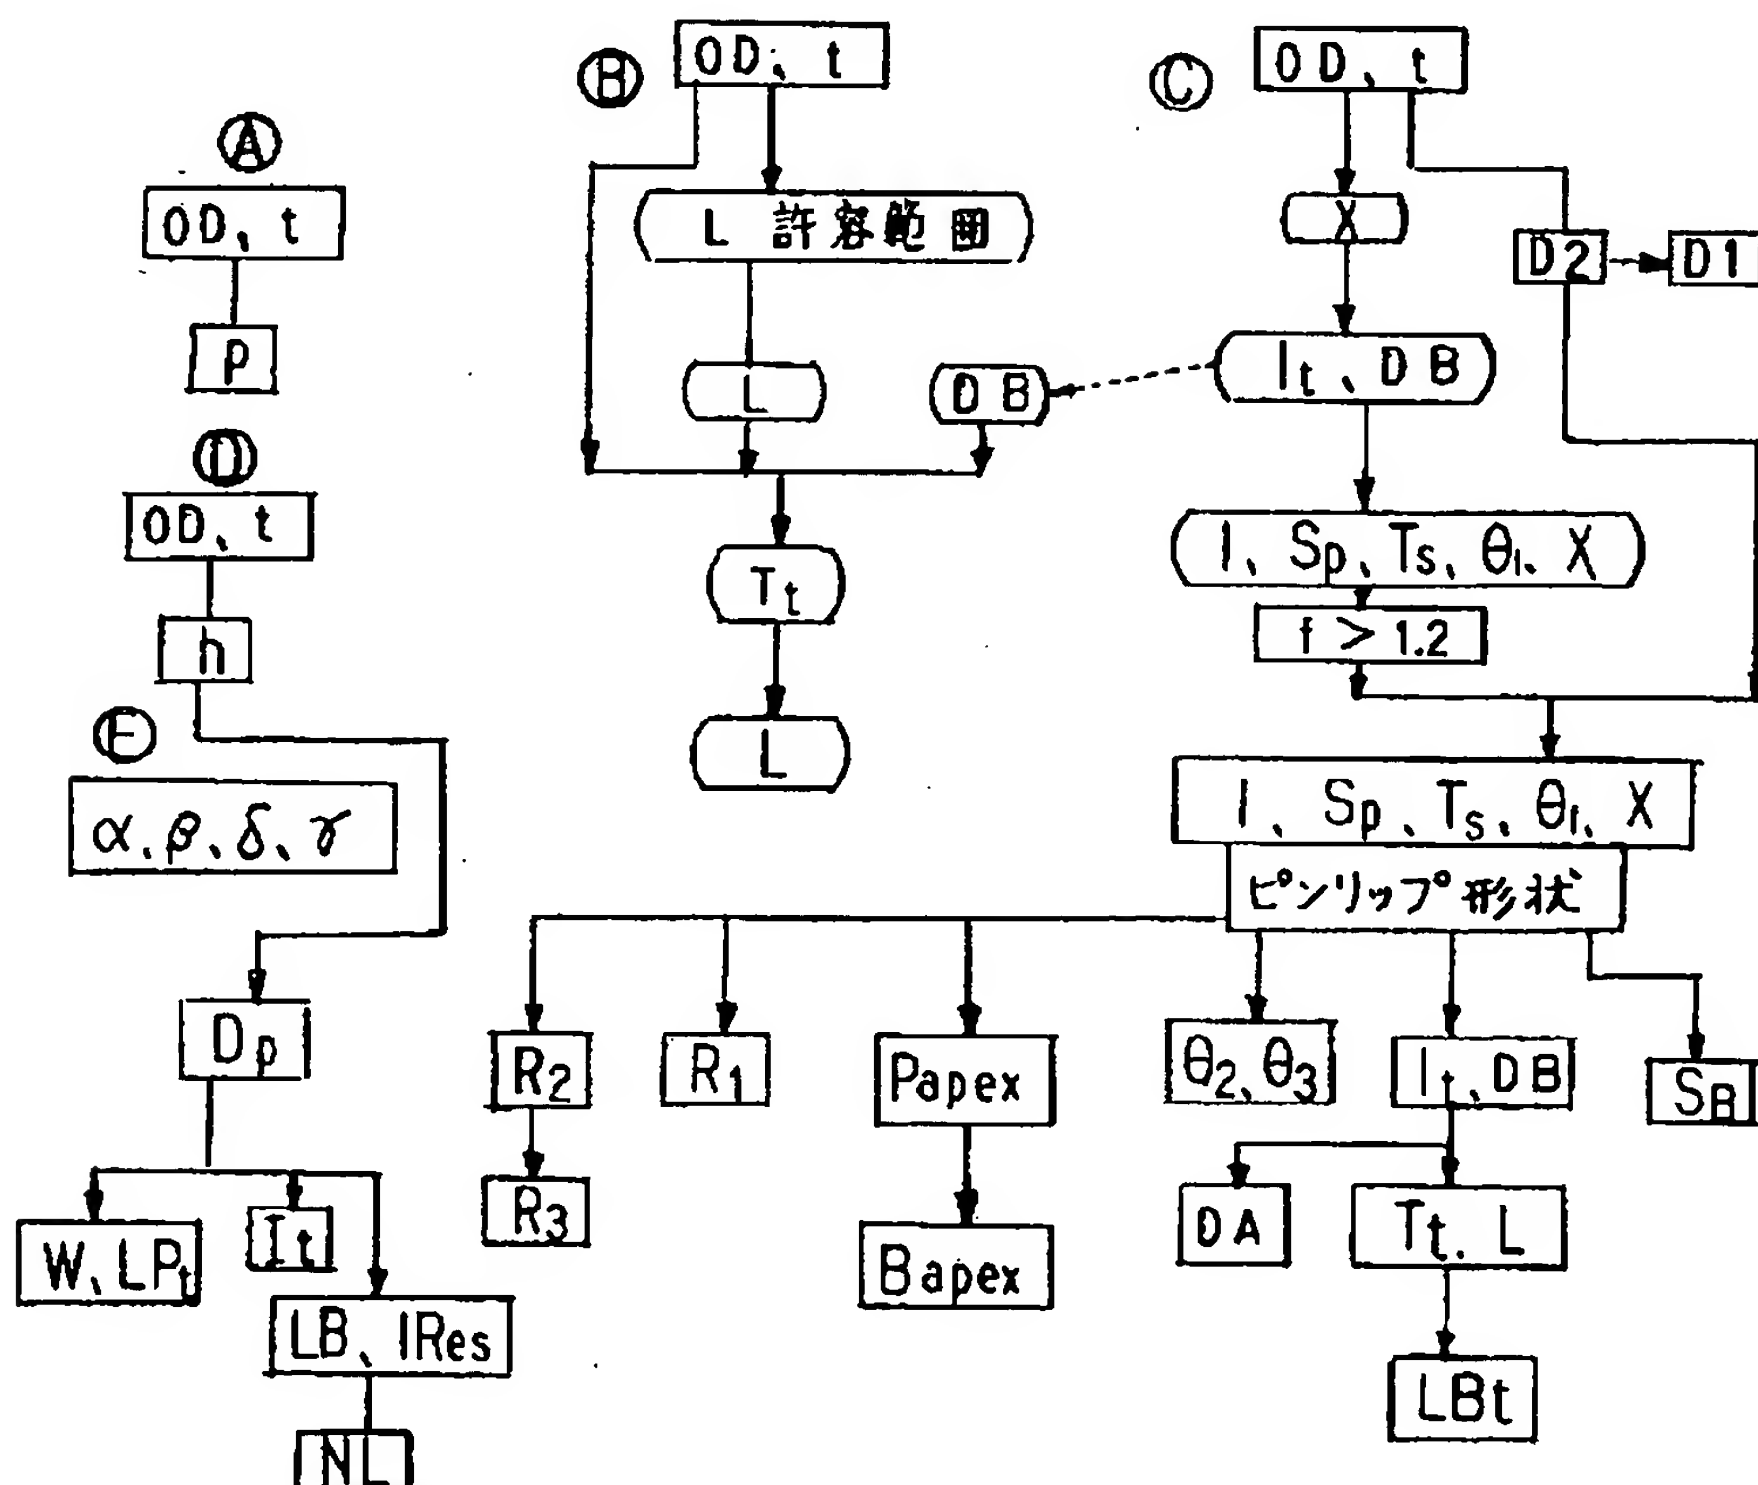 Ⓐ
OD、t
p
Ⓑ
OD、t
L 許容範囲
L
DB
Tt
L
Ⓒ
OD、t
X
D2
D1
It、DB
I、Sp、Ts、θ1、X
f > 1.2
I、Sp、Ts、θ1、X
ピンリップ形状
Ⓓ
OD、t
h
Ⓔ
α、β、δ、γ
Dp
W、LPt
It
LB、IRes
NL
R2
R3
R1
Papex
Bapex
θ2、θ3
It、DB
SB
DA
Tt. L
LBt